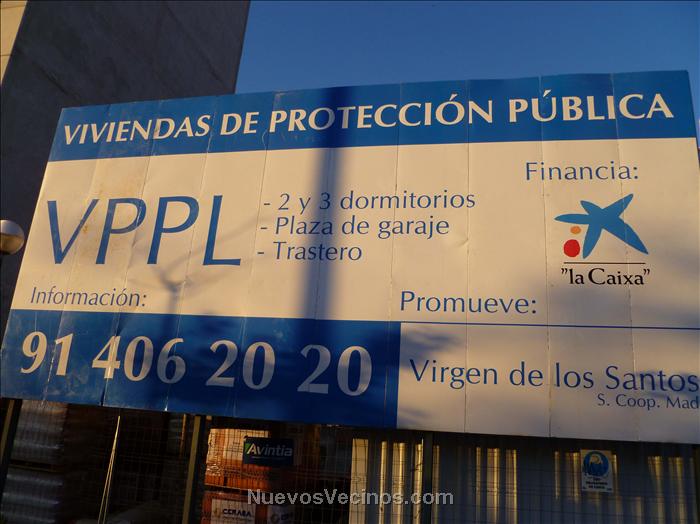 VIVIENDAS DE PROTECCIÓN PÚBLICA
VPPL
- 2 y 3 dormitorios
- Plaza de garaje
- Trastero
Financia:
"la Caixa"
Información:
91 406 20 20
Promueve:
Virgen de los Santos
S. Coop. Mad
Avintia
NuevosVecinos.com